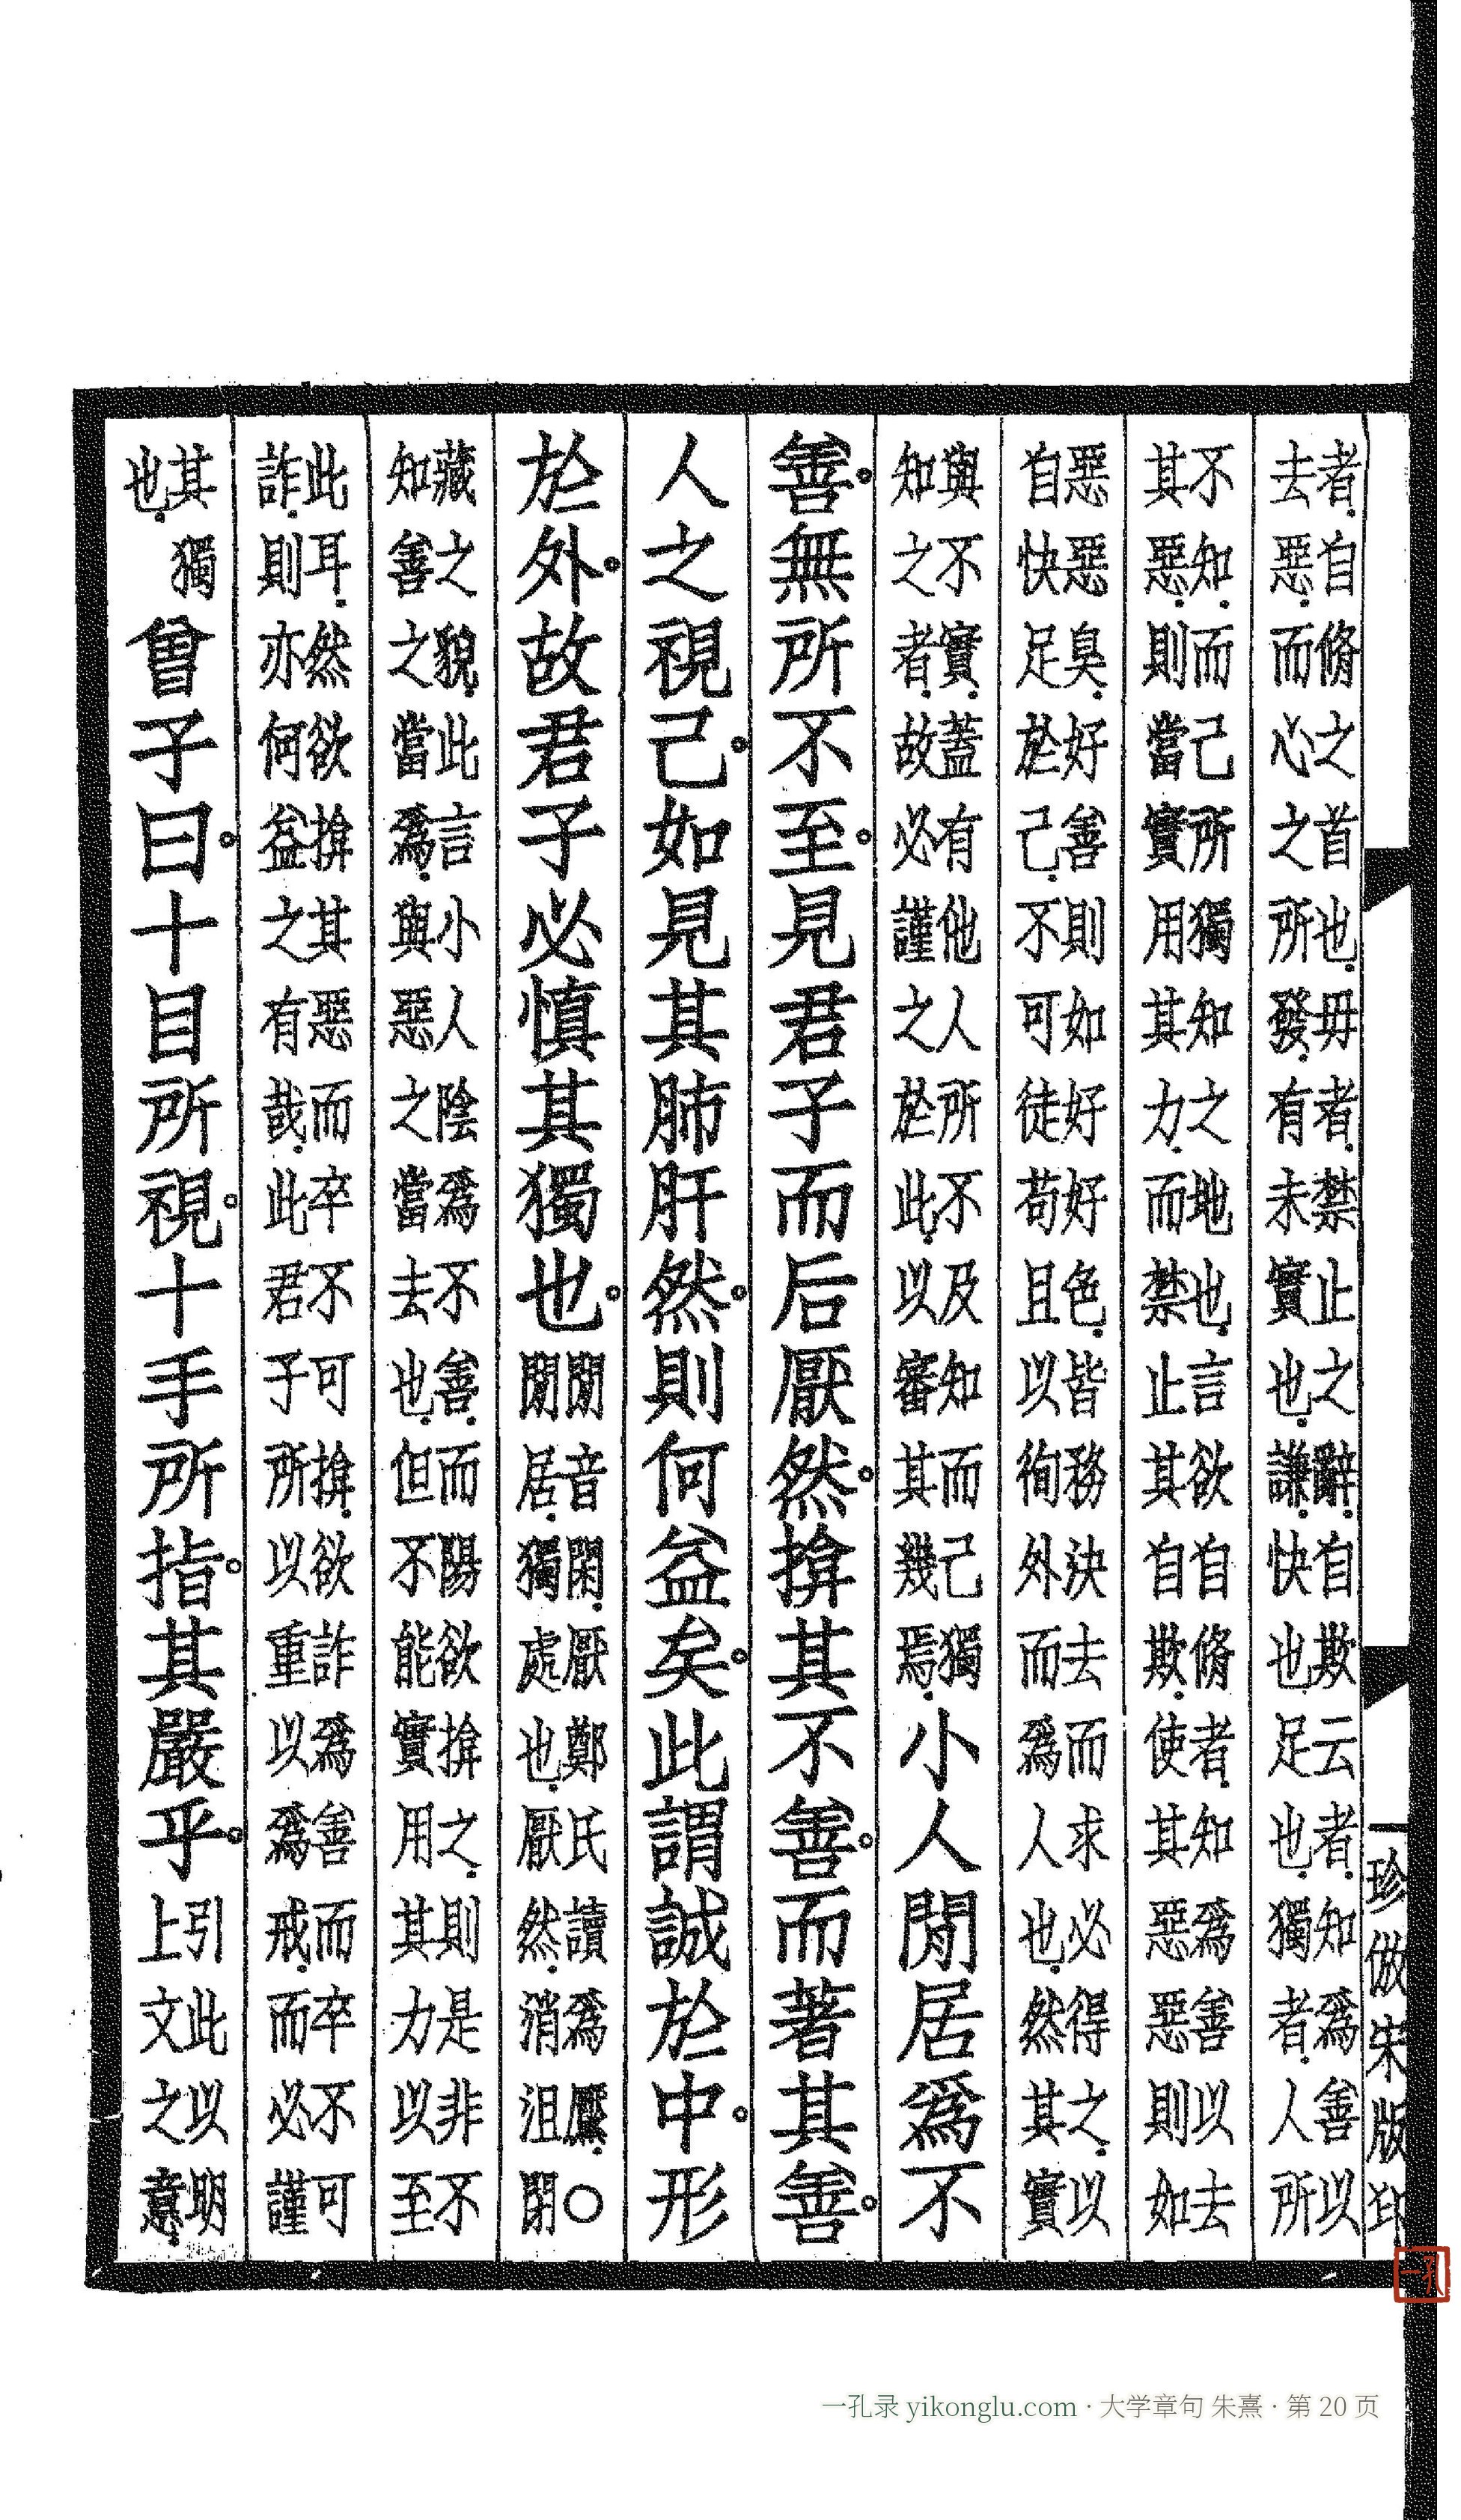 者。自脩之首也。毋者。禁止之辭。自欺云者。知爲善以
去惡。而心之所發。有未實也。謙。快也。足也。獨者。人所
不知。而己所獨知之地也。言欲自脩者。知爲善以去
其惡。則當實用其力。而禁止其自欺。使其惡惡則如
惡惡臭。好善則如好好色。皆務決去而求必得之。以
自快足於己。不可徒苟且以徇外而爲人也。然其實
與不實。蓋有他人所不及知而己獨
知之者。故必謹之於此。以審其幾焉。
小人閒居爲不
善。無所不至。見君子而后厭然。揜其不善。而著其善。
人之視己。如見其肺肝然。則何益矣。此謂誠於中。形
於外。故君子必慎其獨也。
閒音閑。厭鄭氏讀爲黶。○
閒居。獨處也。厭然。消沮閉
藏之貌。此言小人陰爲不善。而陽欲揜之。則是非不
知善之當爲。與惡之當去也。但不能實用其力以至
此耳。然欲揜其惡而卒不可揜。欲詐爲善而卒不可
詐。則亦何益之有哉。此君子所以重以爲戒。而必謹
其獨
也。
曾子曰。十目所視。十手所指。其嚴乎。
引此以明
上文之意。
珍倣宋版印
一孔
一孔录 yikonglu.com · 大学章句 朱熹 · 第 20 页